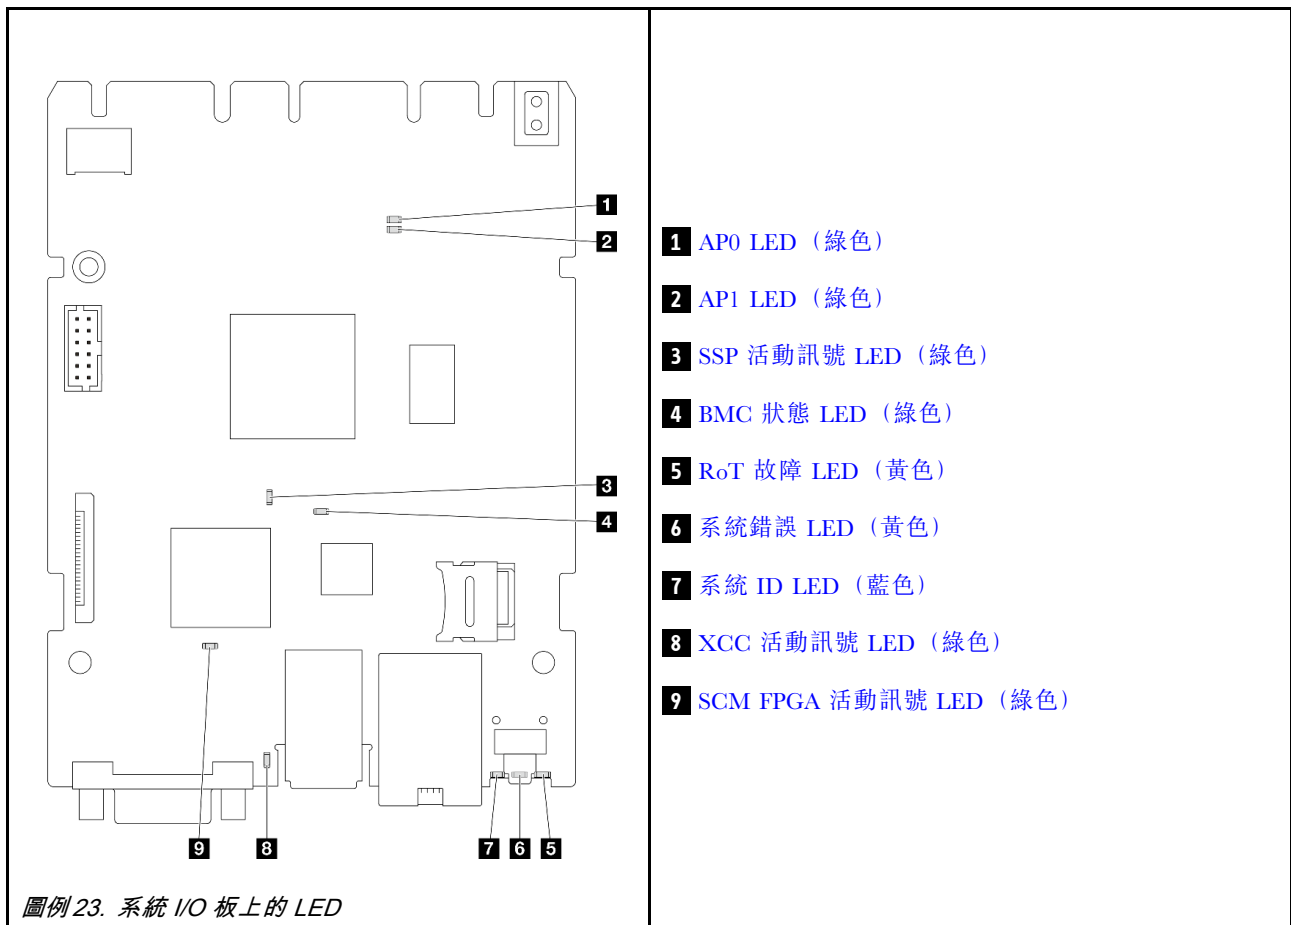 1
2
3
4
9
8
7
6
5
圖例 23. 系統 I/O 板上的 LED
1 AP0 LED（綠色）
2 AP1 LED（綠色）
3 SSP 活動訊號 LED（綠色）
4 BMC 狀態 LED（綠色）
5 RoT 故障 LED（黃色）
6 系統錯誤 LED（黃色）
7 系統 ID LED（藍色）
8 XCC 活動訊號 LED（綠色）
9 SCM FPGA 活動訊號 LED（綠色）